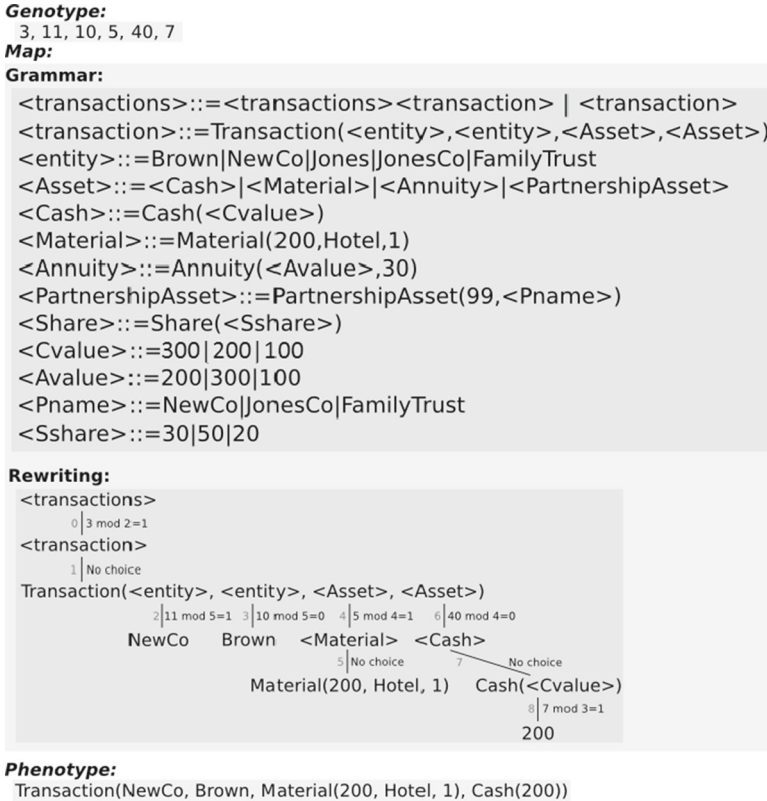 Genotype:
3, 11, 10, 5, 40, 7
Map:
Grammar:
<transactions>::=<transactions><transaction> | <transaction>
<transaction>::=Transaction(<entity>,<entity>,<Asset>,<Asset>)
<entity>::=Brown|NewCo|Jones|JonesCo|FamilyTrust
<Asset>::=<Cash>|<Material>|<Annuity>|<PartnershipAsset>
<Cash>::=Cash(<Cvalue>)
<Material>::=Material(200,Hotel,1)
<Annuity>::=Annuity(<Avalue>,30)
<PartnershipAsset>::=PartnershipAsset(99,<Pname>)
<Share>::=Share(<Sshare>)
<Cvalue>::=300|200|100
<Avalue>::=200|300|100
<Pname>::=NewCo|JonesCo|FamilyTrust
<Sshare>::=30|50|20
Rewriting:
<transactions>
0 3 mod 2=1
<transaction>
1 No choice
Transaction(<entity>, <entity>, <Asset>, <Asset>)
2 11 mod 5=1 3 10 mod 5=0 4 5 mod 4=1 6 40 mod 4=0
NewCo Brown <Material> <Cash>
5 No choice 7 No choice
Material(200, Hotel, 1) Cash(<Cvalue>)
8 7 mod 3=1
200
Phenotype:
Transaction(NewCo, Brown, Material(200, Hotel, 1), Cash(200))